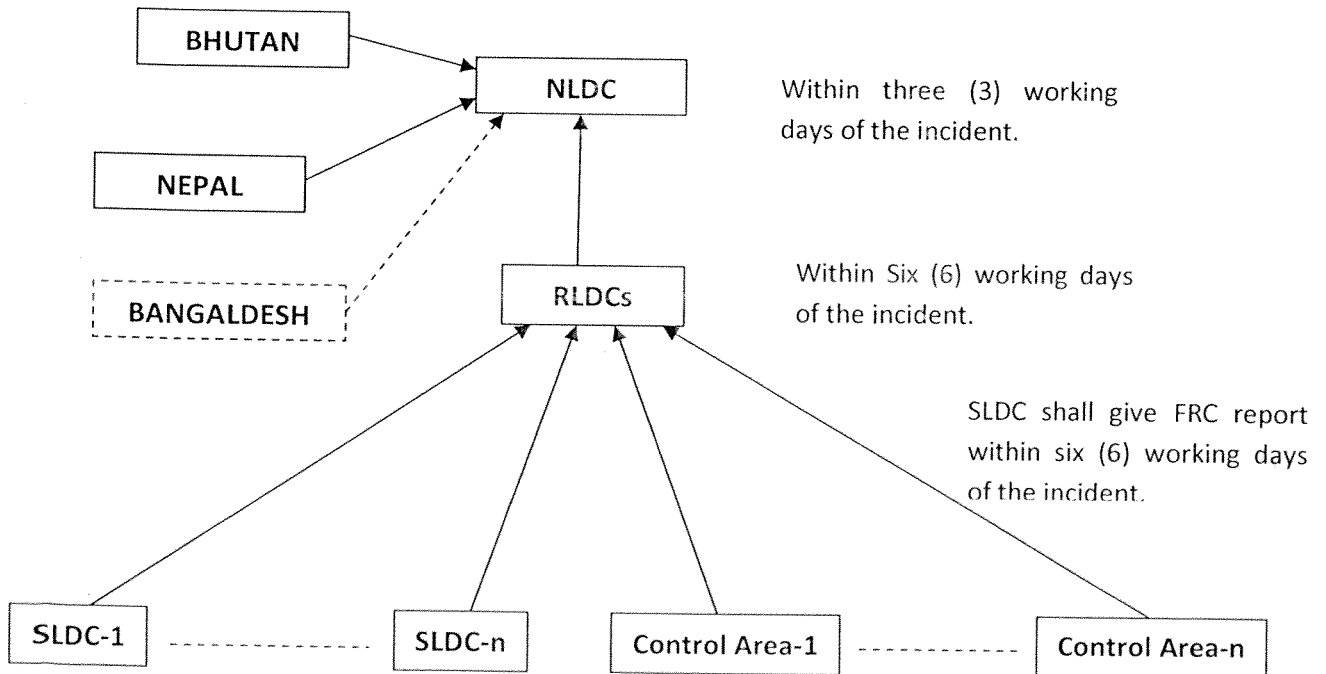 BHUTAN
NLDC
Within three (3) working
days of the incident.
NEPAL
BANGALDESH
RLDCs
Within Six (6) working days
of the incident.
SLDC shall give FRC report
within six (6) working days
of the incident.
SLDC-1
SLDC-n
Control Area-1
Control Area-n